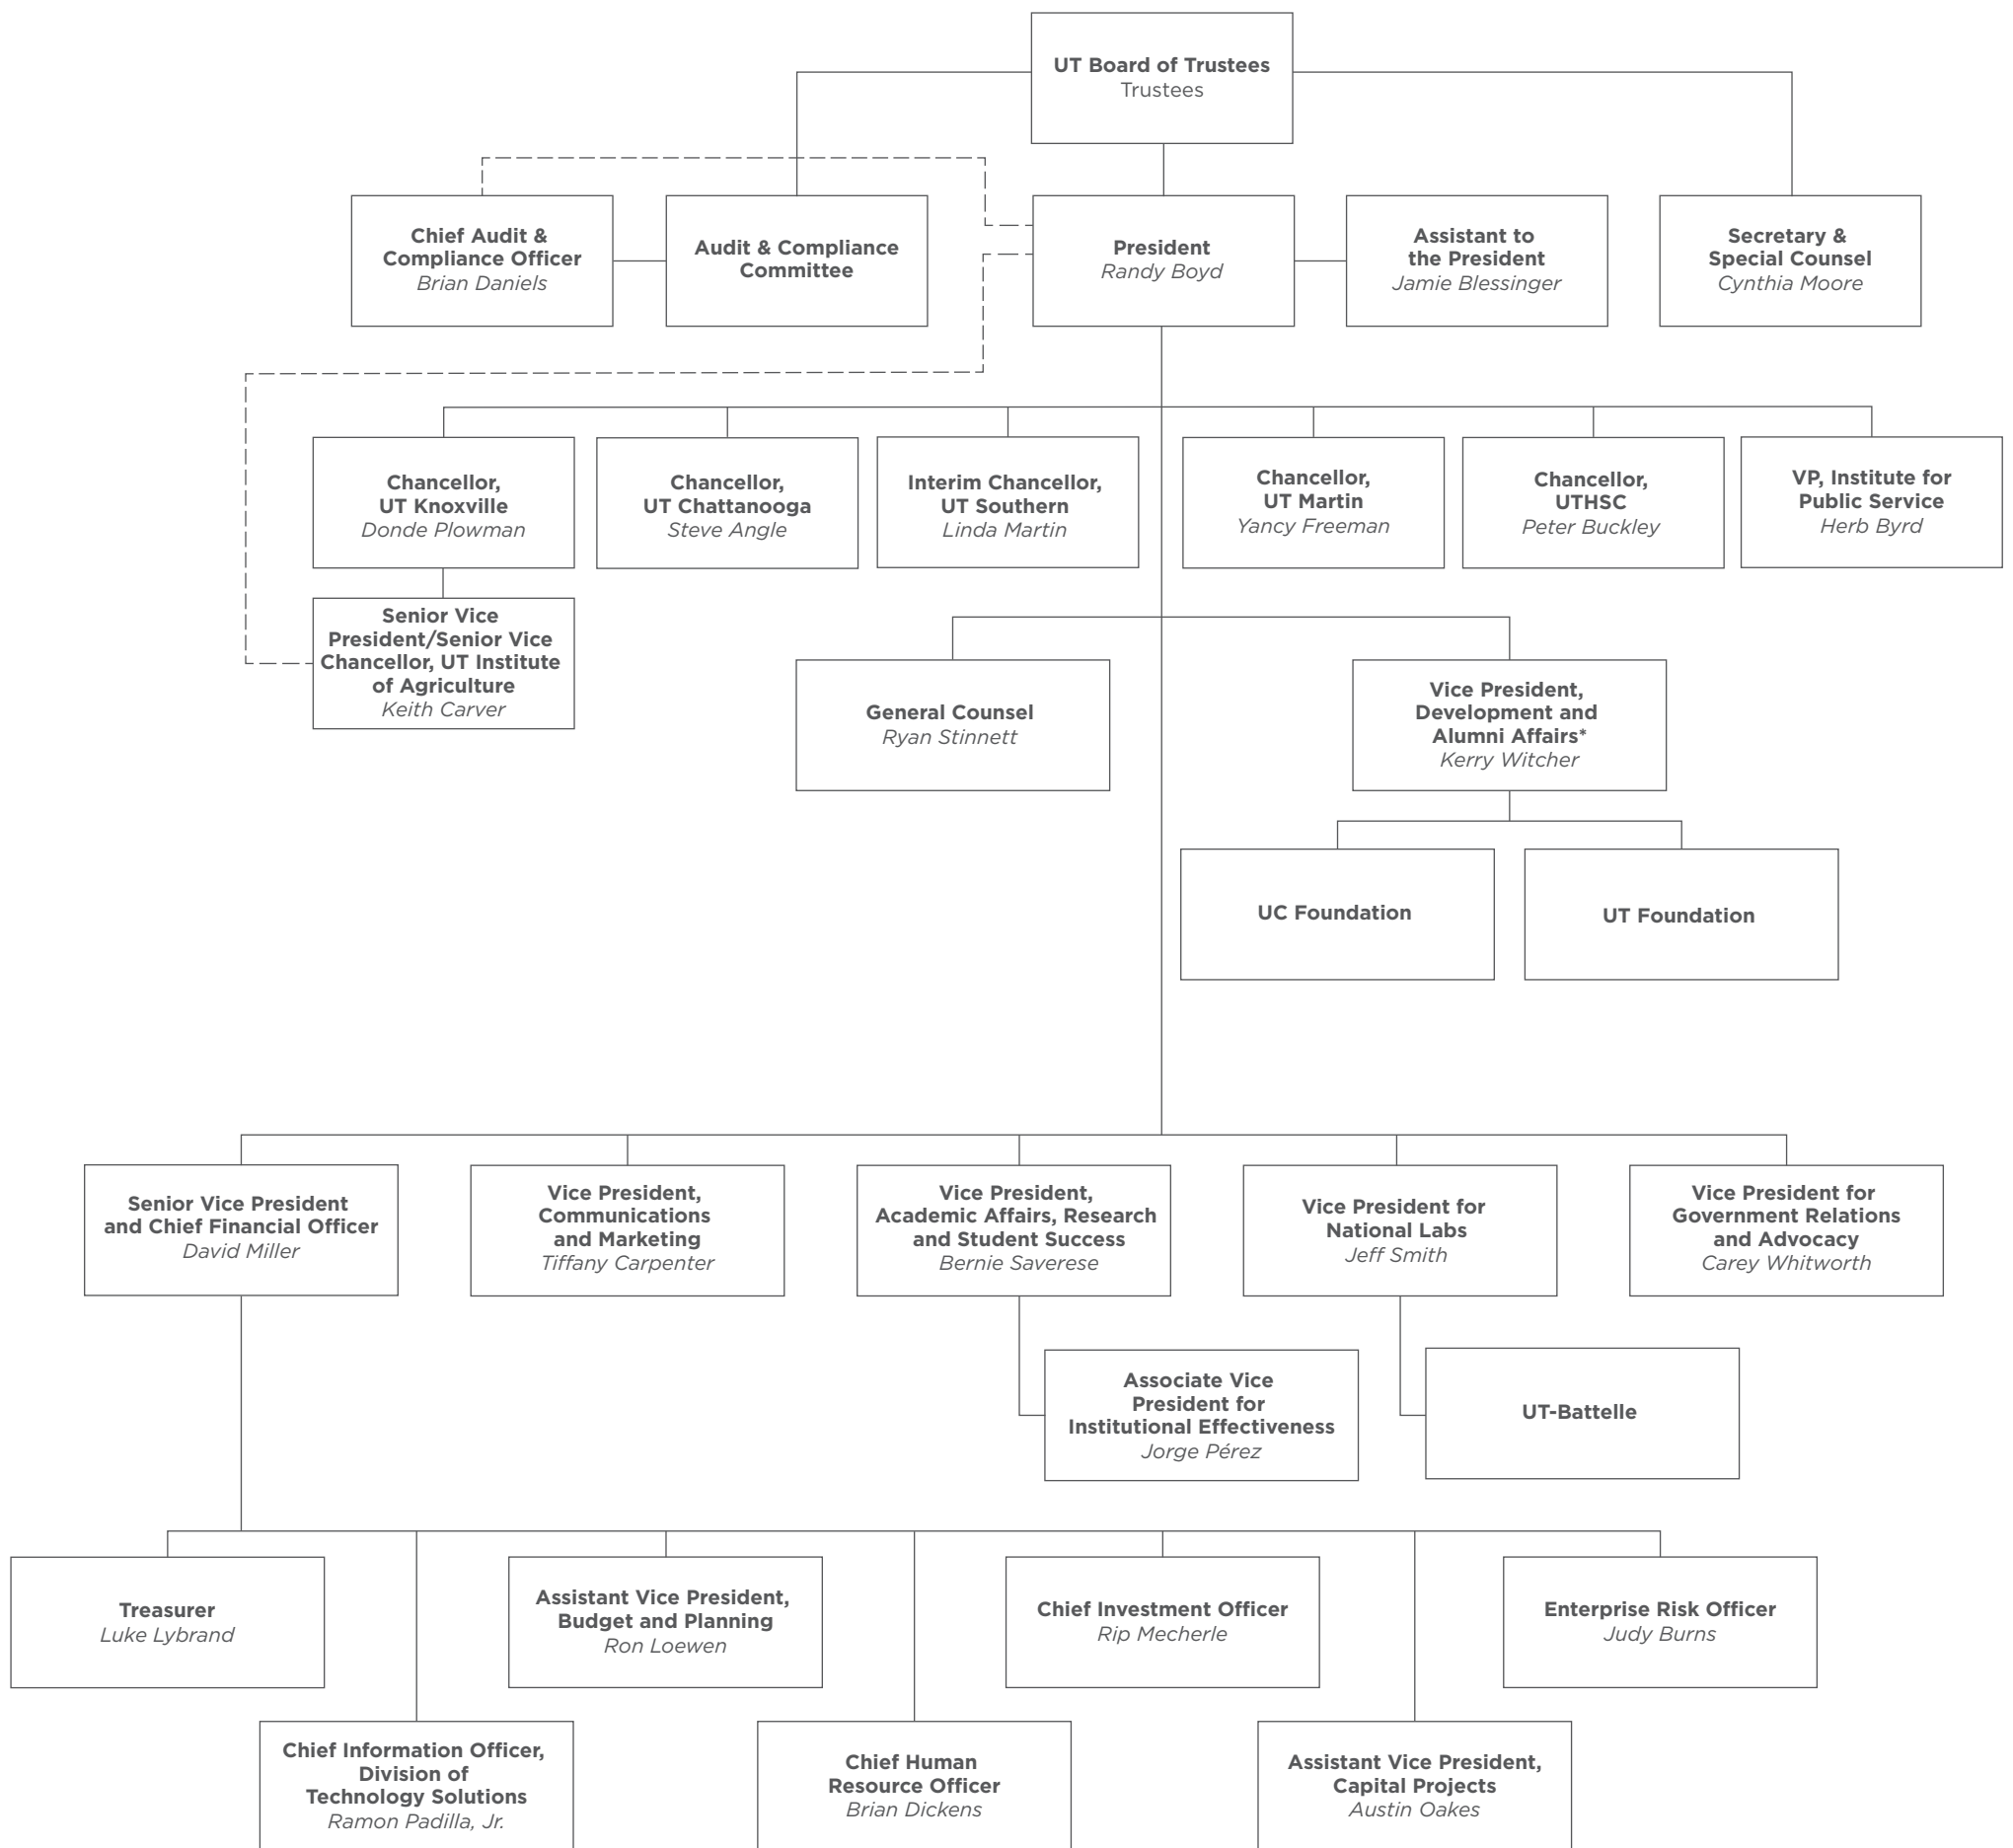 UT Board of Trustees
Trustees
Chief Audit &
Compliance Officer
Brian Daniels
Audit & Compliance
Committee
President
Randy Boyd
Assistant to
the President
Jamie Blessinger
Secretary &
Special Counsel
Cynthia Moore
Chancellor,
UT Knoxville
Donde Plowman
Chancellor,
UT Chattanooga
Steve Angle
Interim Chancellor,
UT Southern
Linda Martin
Chancellor,
UT Martin
Yancy Freeman
Chancellor,
UTHSC
Peter Buckley
VP, Institute for
Public Service
Herb Byrd
Senior Vice
President/Senior Vice
Chancellor, UT Institute
of Agriculture
Keith Carver
General Counsel
Ryan Stinnett
Vice President,
Development and
Alumni Affairs*
Kerry Witcher
UC Foundation
UT Foundation
Senior Vice President
and Chief Financial Officer
David Miller
Vice President,
Communications
and Marketing
Tiffany Carpenter
Vice President,
Academic Affairs, Research
and Student Success
Bernie Saverese
Vice President for
National Labs
Jeff Smith
Vice President for
Government Relations
and Advocacy
Carey Whitworth
Associate Vice
President for
Institutional Effectiveness
Jorge Pérez
UT-Battelle
Treasurer
Luke Lybrand
Assistant Vice President,
Budget and Planning
Ron Loewen
Chief Investment Officer
Rip Mecherle
Enterprise Risk Officer
Judy Burns
Chief Information Officer,
Division of
Technology Solutions
Ramon Padilla, Jr.
Chief Human
Resource Officer
Brian Dickens
Assistant Vice President,
Capital Projects
Austin Oakes